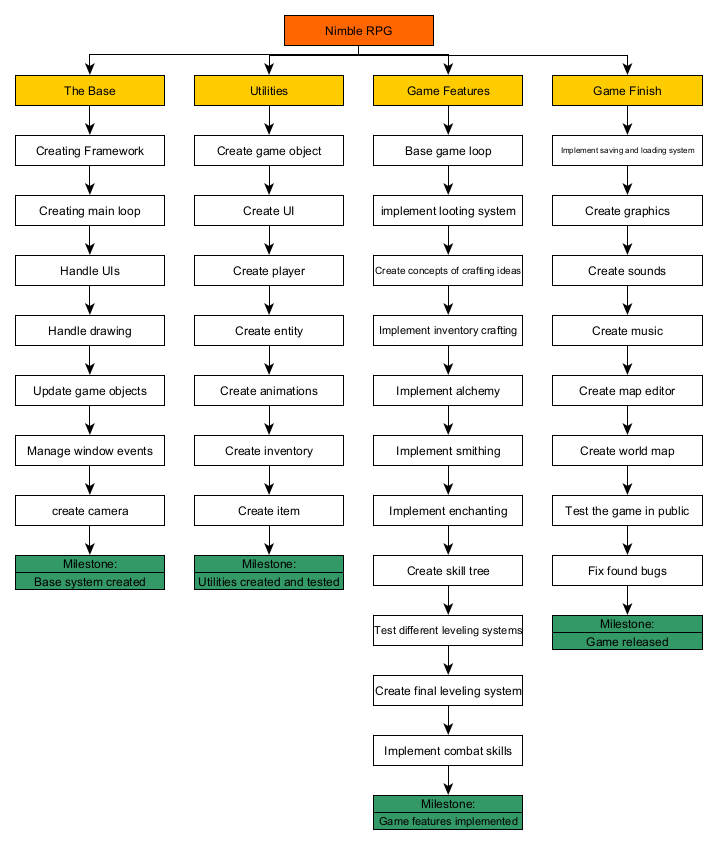 Nimble RPG
The Base
Utilities
Game Features
Game Finish
Creating Framework
Creating main loop
Handle UIs
Handle drawing
Update game objects
Manage window events
create camera
Milestone:
Base system created
Create game object
Create UI
Create player
Create entity
Create animations
Create inventory
Create item
Milestone:
Utilities created and tested
Base game loop
implement looting system
Create concepts of crafting ideas
Implement inventory crafting
Implement alchemy
Implement smithing
Implement enchanting
Create skill tree
Test different leveling systems
Create final leveling system
Implement combat skills
Milestone:
Game features implemented
Implement saving and loading system
Create graphics
Create sounds
Create music
Create map editor
Create world map
Test the game in public
Fix found bugs
Milestone:
Game released